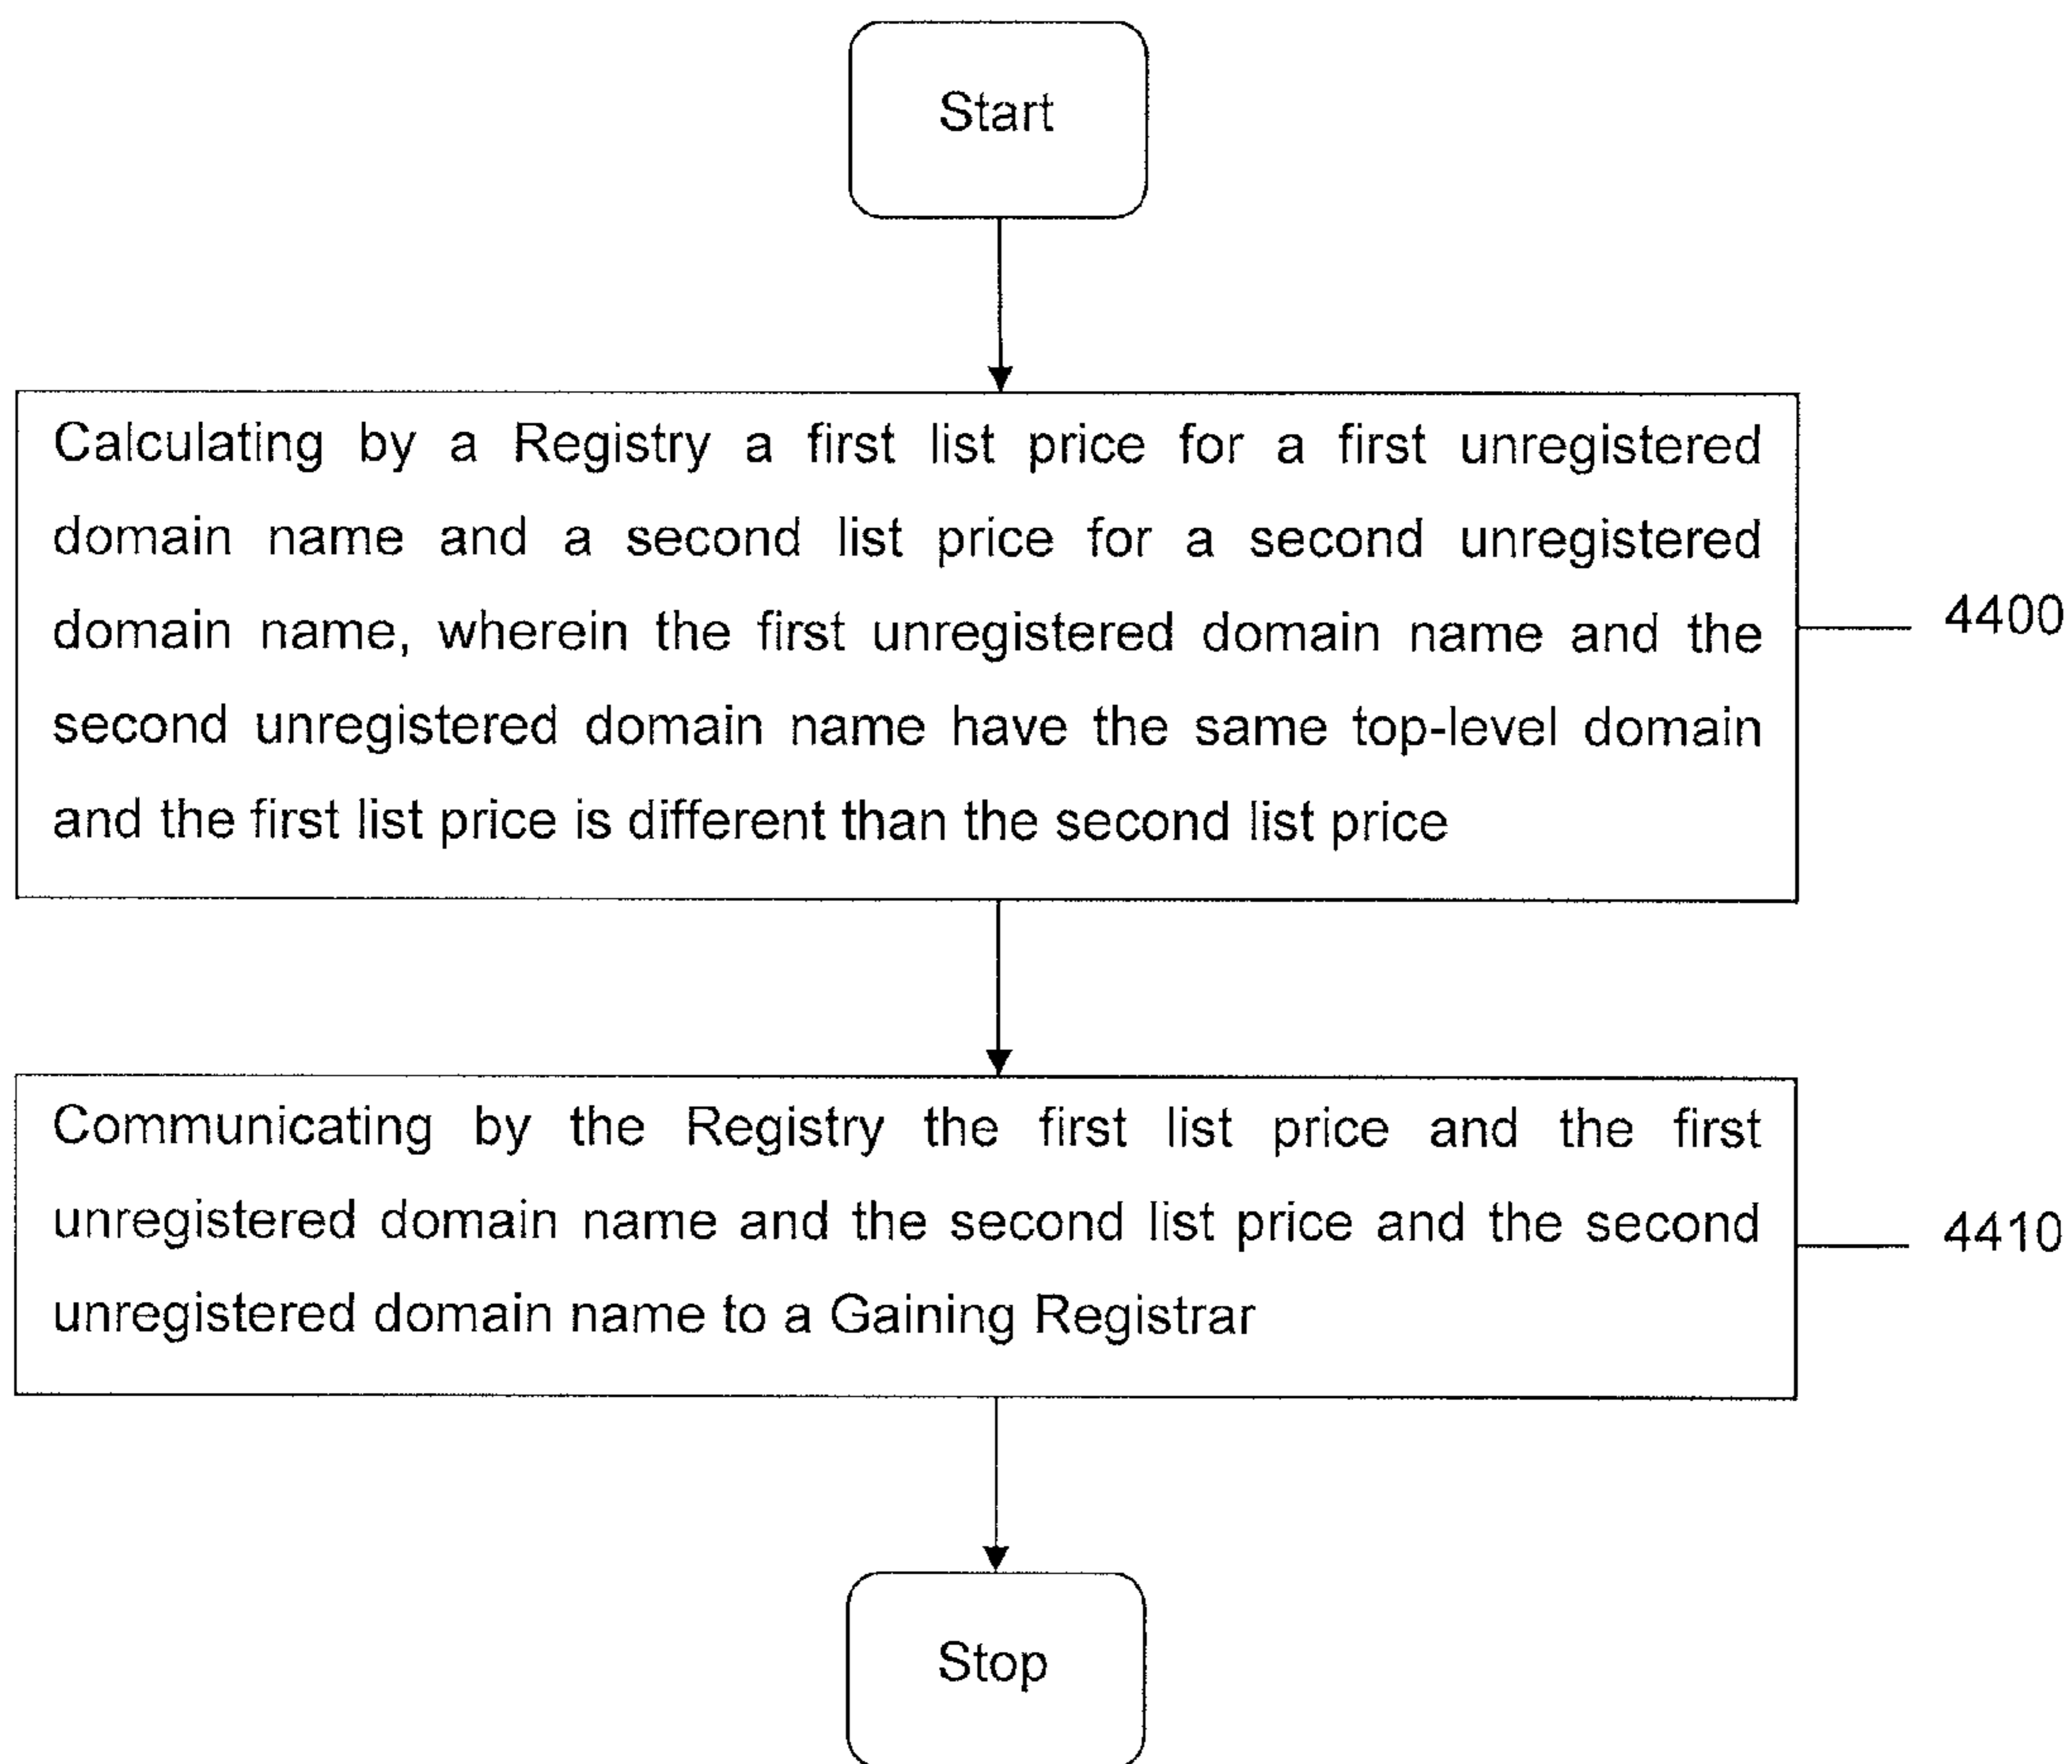 Start
Calculating by a Registry a first list price for a first unregistered
domain name and a second list price for a second unregistered
domain name, wherein the first unregistered domain name and the
second unregistered domain name have the same top-level domain
and the first list price is different than the second list price
4400
Communicating by the Registry the first list price and the first
unregistered domain name and the second list price and the second
unregistered domain name to a Gaining Registrar
4410
Stop